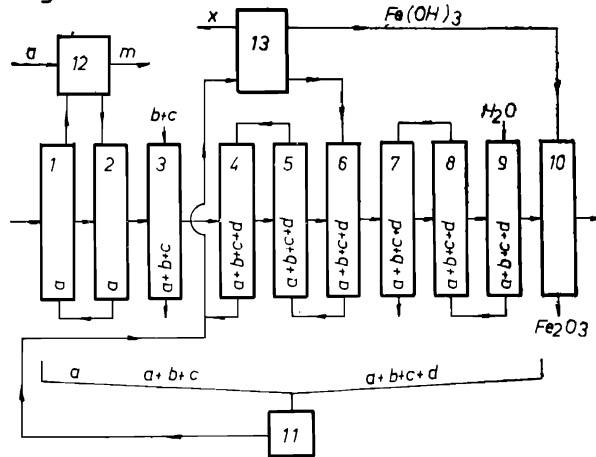 x
Fe(OH)3
a
12
m
13
b+c
H2O
1
2
3
4
5
6
7
8
9
10
a
a
a+b+c
a+b+c+d
a+b+c+d
a+b+c+d
a+b+c+d
a+b+c+d
a+b+c+d
Fe2O3
a
a+b+c
a+b+c+d
11